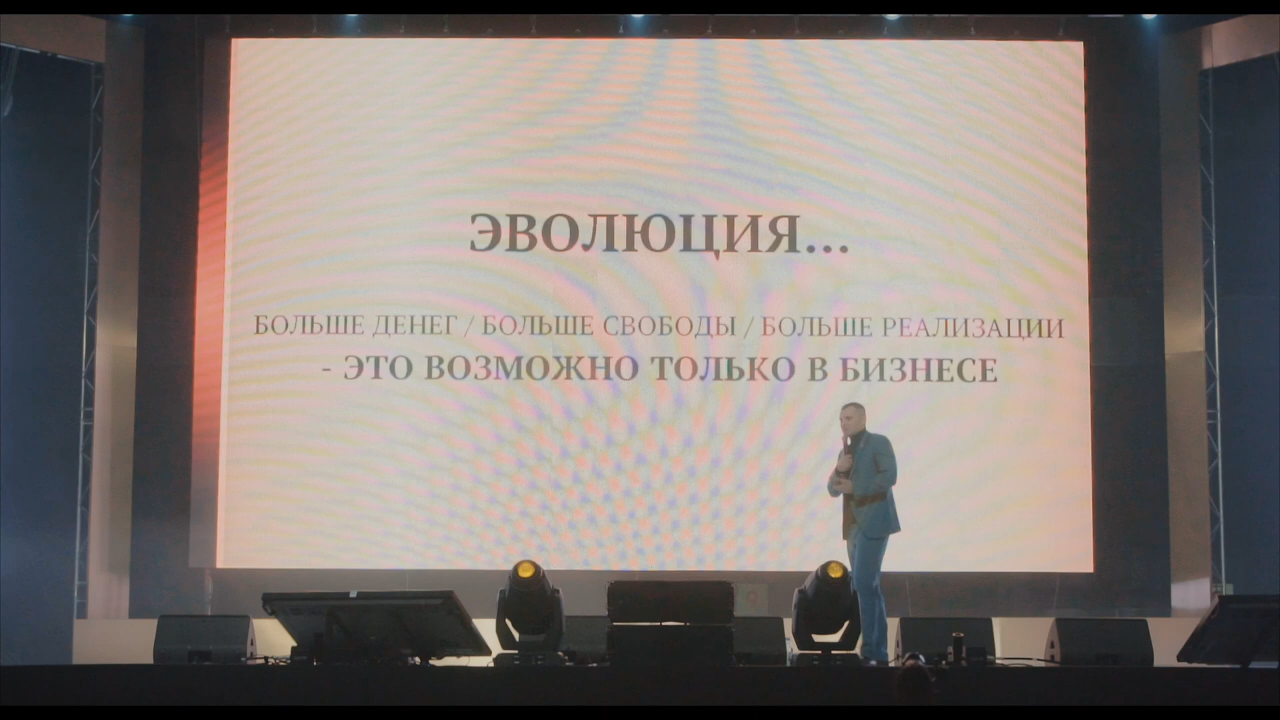 ЭВОЛЮЦИЯ...
БОЛЬШЕ ДЕНЕГ / БОЛЬШЕ СВОБОДЫ / БОЛЬШЕ РЕАЛИЗАЦИИ
- ЭТО ВОЗМОЖНО ТОЛЬКО В БИЗНЕСЕ